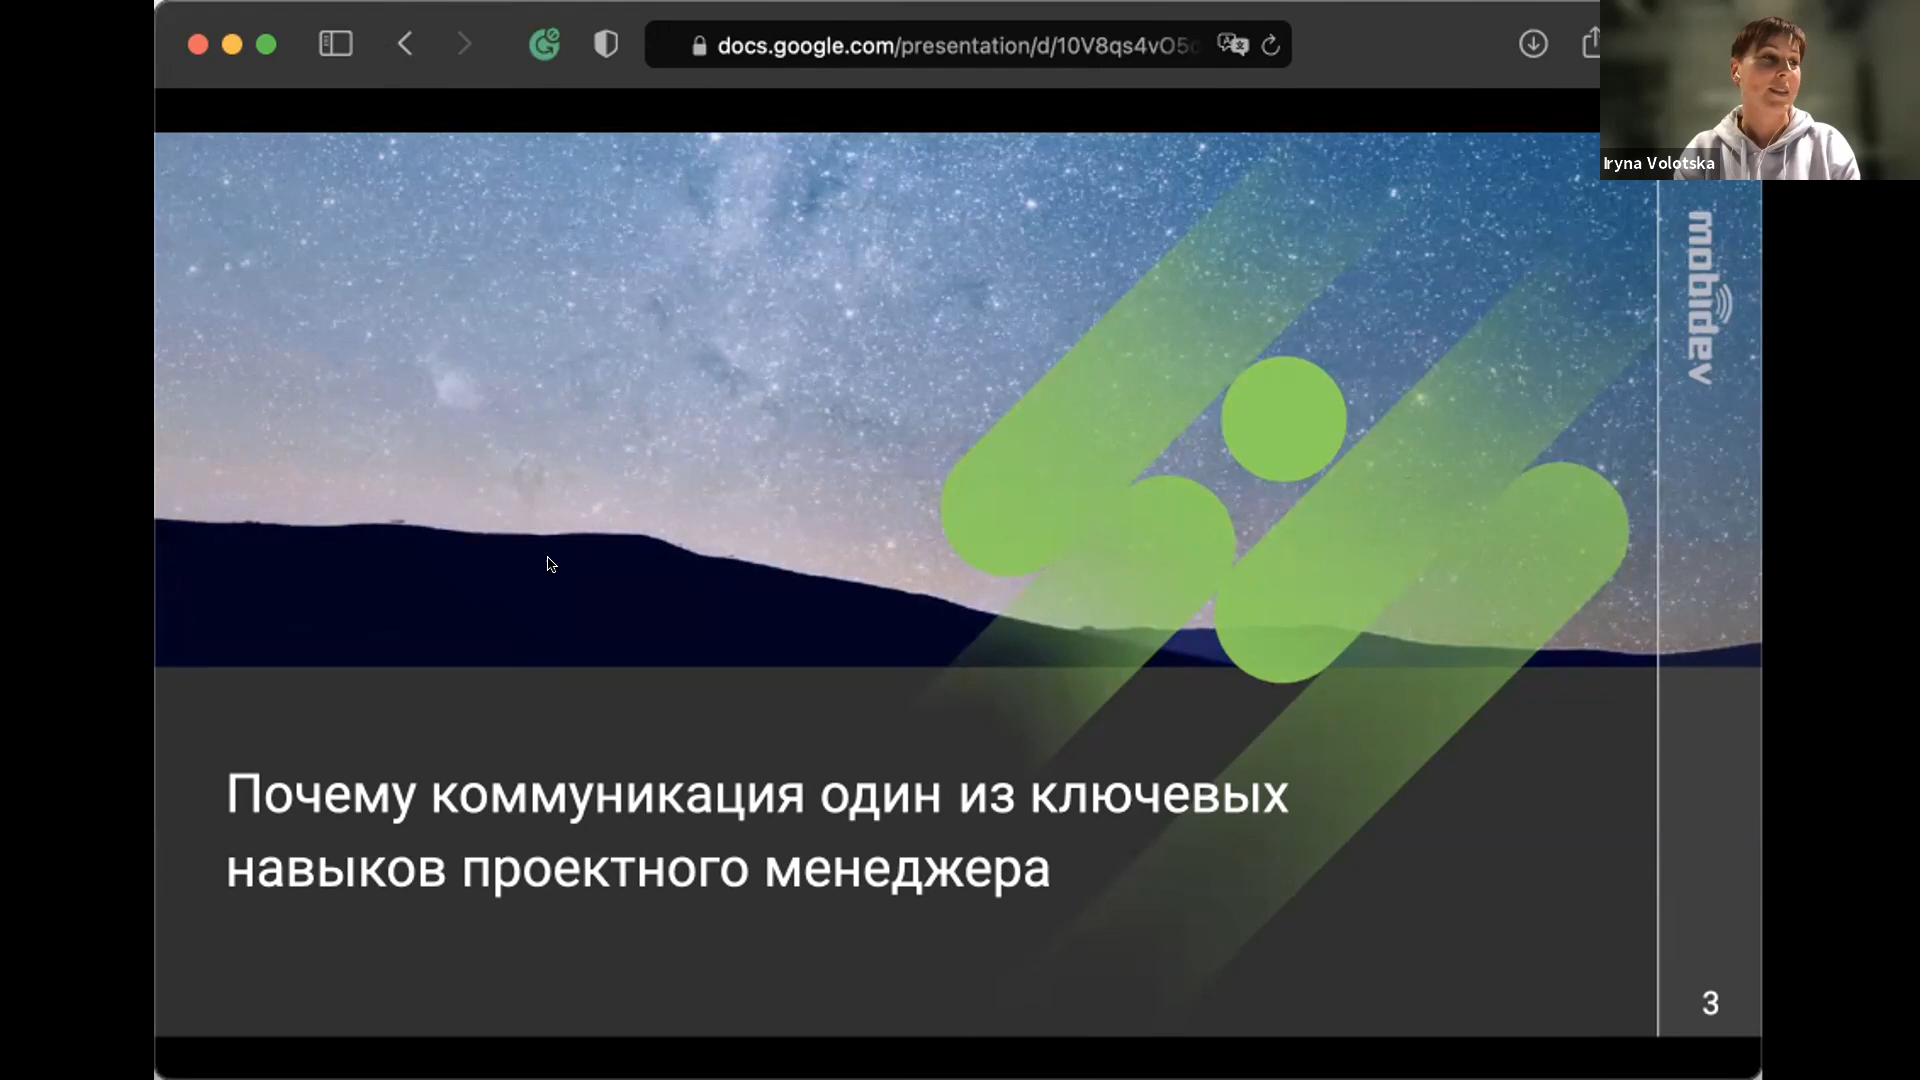 docs.google.com/presentation/d/10V8qs4vO5
Iryna Volotska
mobidev
Почему коммуникация один из ключевых
навыков проектного менеджера
3